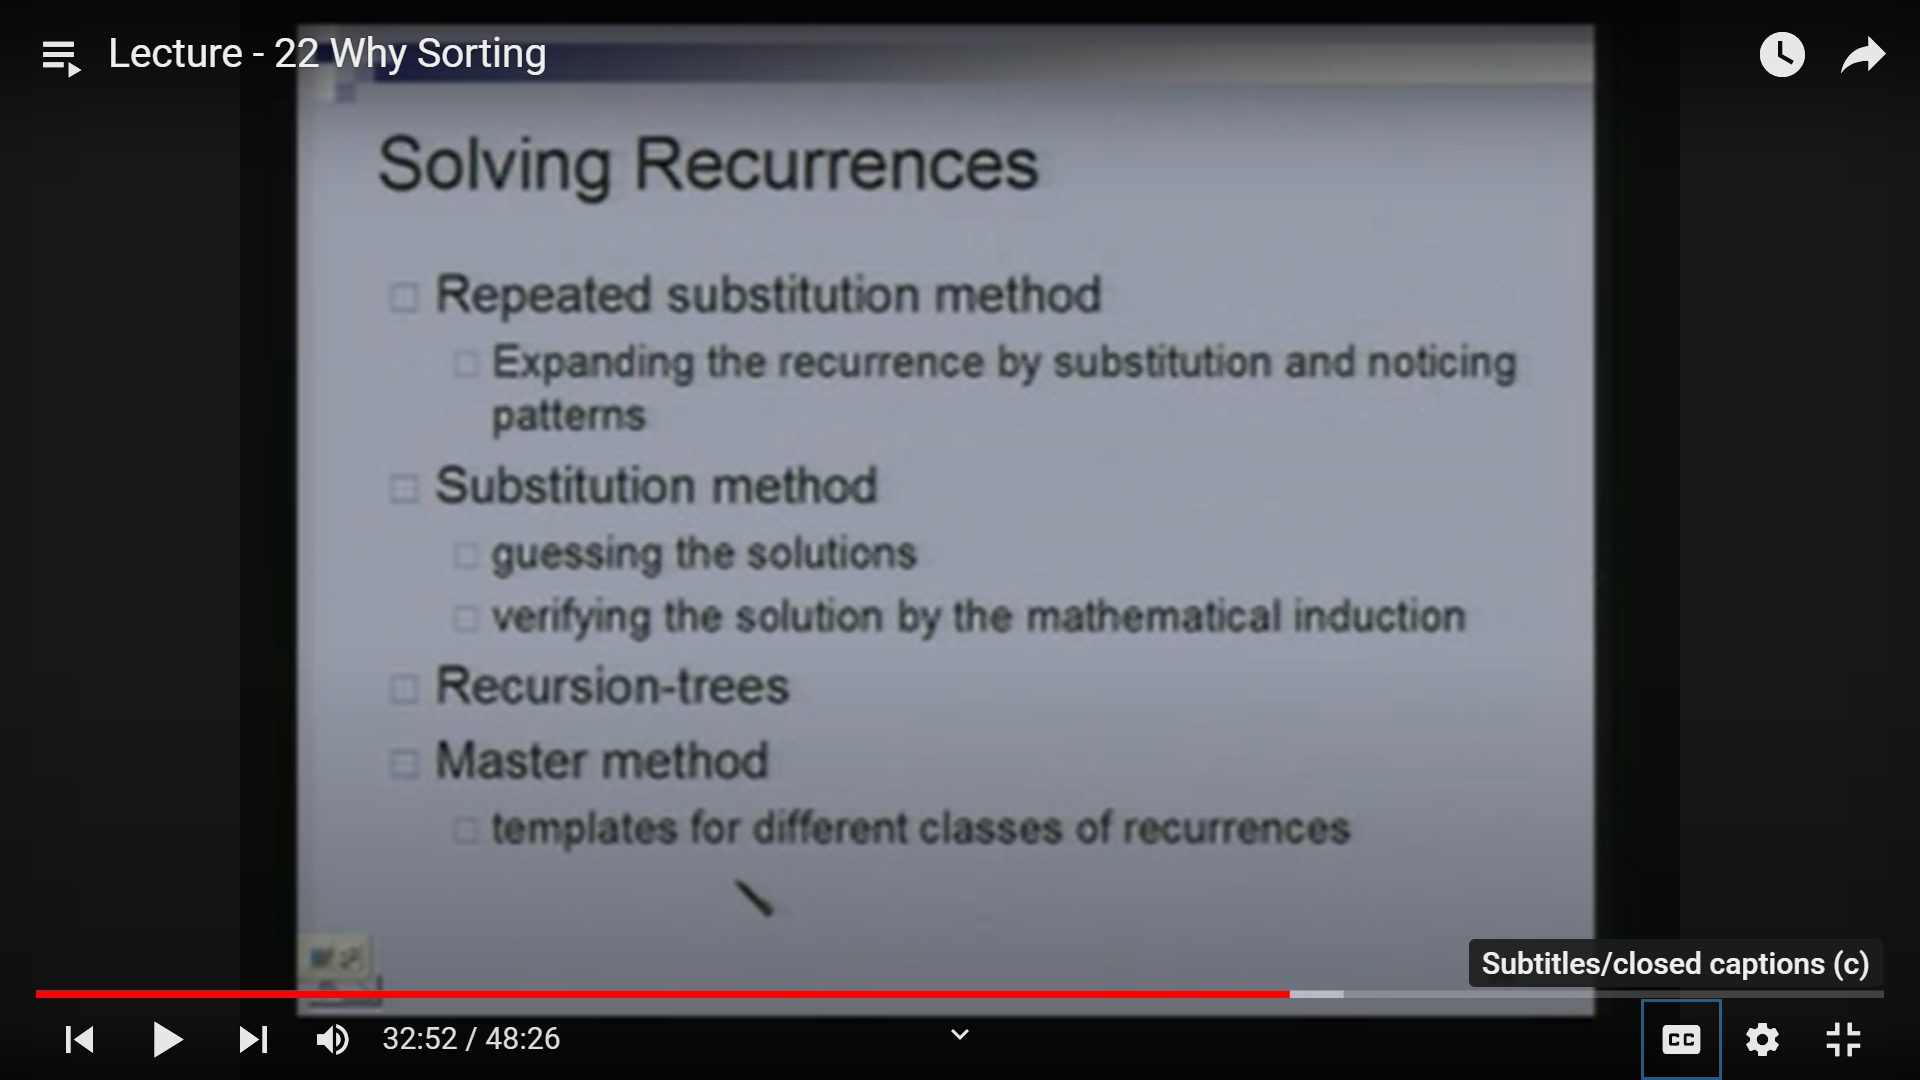 Lecture - 22 Why Sorting
Solving Recurrences
Repeated substitution method
Expanding the recurrence by substitution and noticing
patterns
Substitution method
guessing the solutions
verifying the solution by the mathematical induction
Recursion-trees
Master method
templates for different classes of recurrences
Subtitles/closed captions (c)
32:52 / 48:26
CC